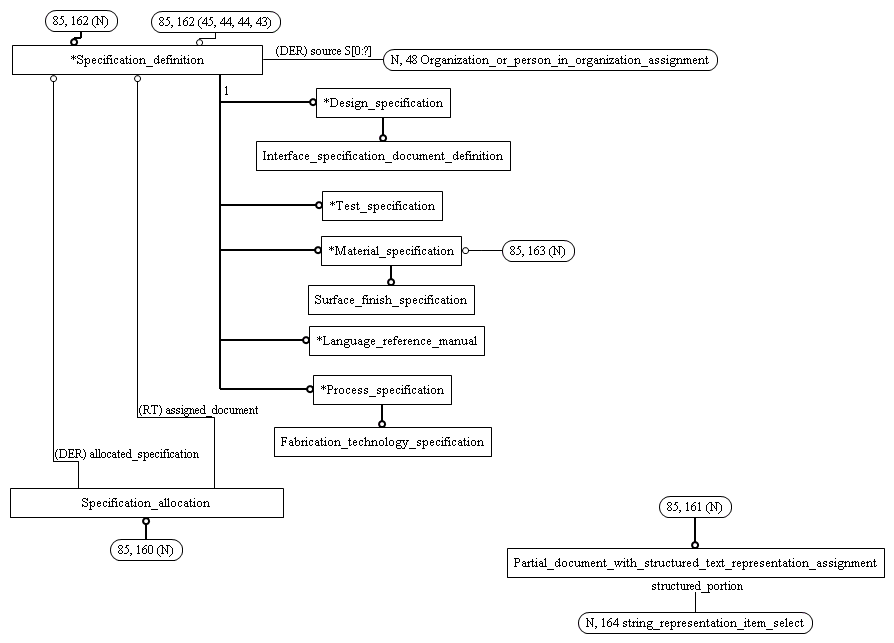 85, 162 (N)
85, 162 (45, 44, 44, 43)
(DER) source S[0:?]
*Specification_definition
N, 48 Organization_or_person_in_organization_assignment
1
*Design_specification
Interface_specification_document_definition
*Test_specification
*Material_specification
85, 163 (N)
Surface_finish_specification
*Language_reference_manual
*Process_specification
(RT) assigned_document
Fabrication_technology_specification
(DER) allocated_specification
Specification_allocation
85, 161 (N)
85, 160 (N)
Partial_document_with_structured_text_representation_assignment
structured_portion
N, 164 string_representation_item_select